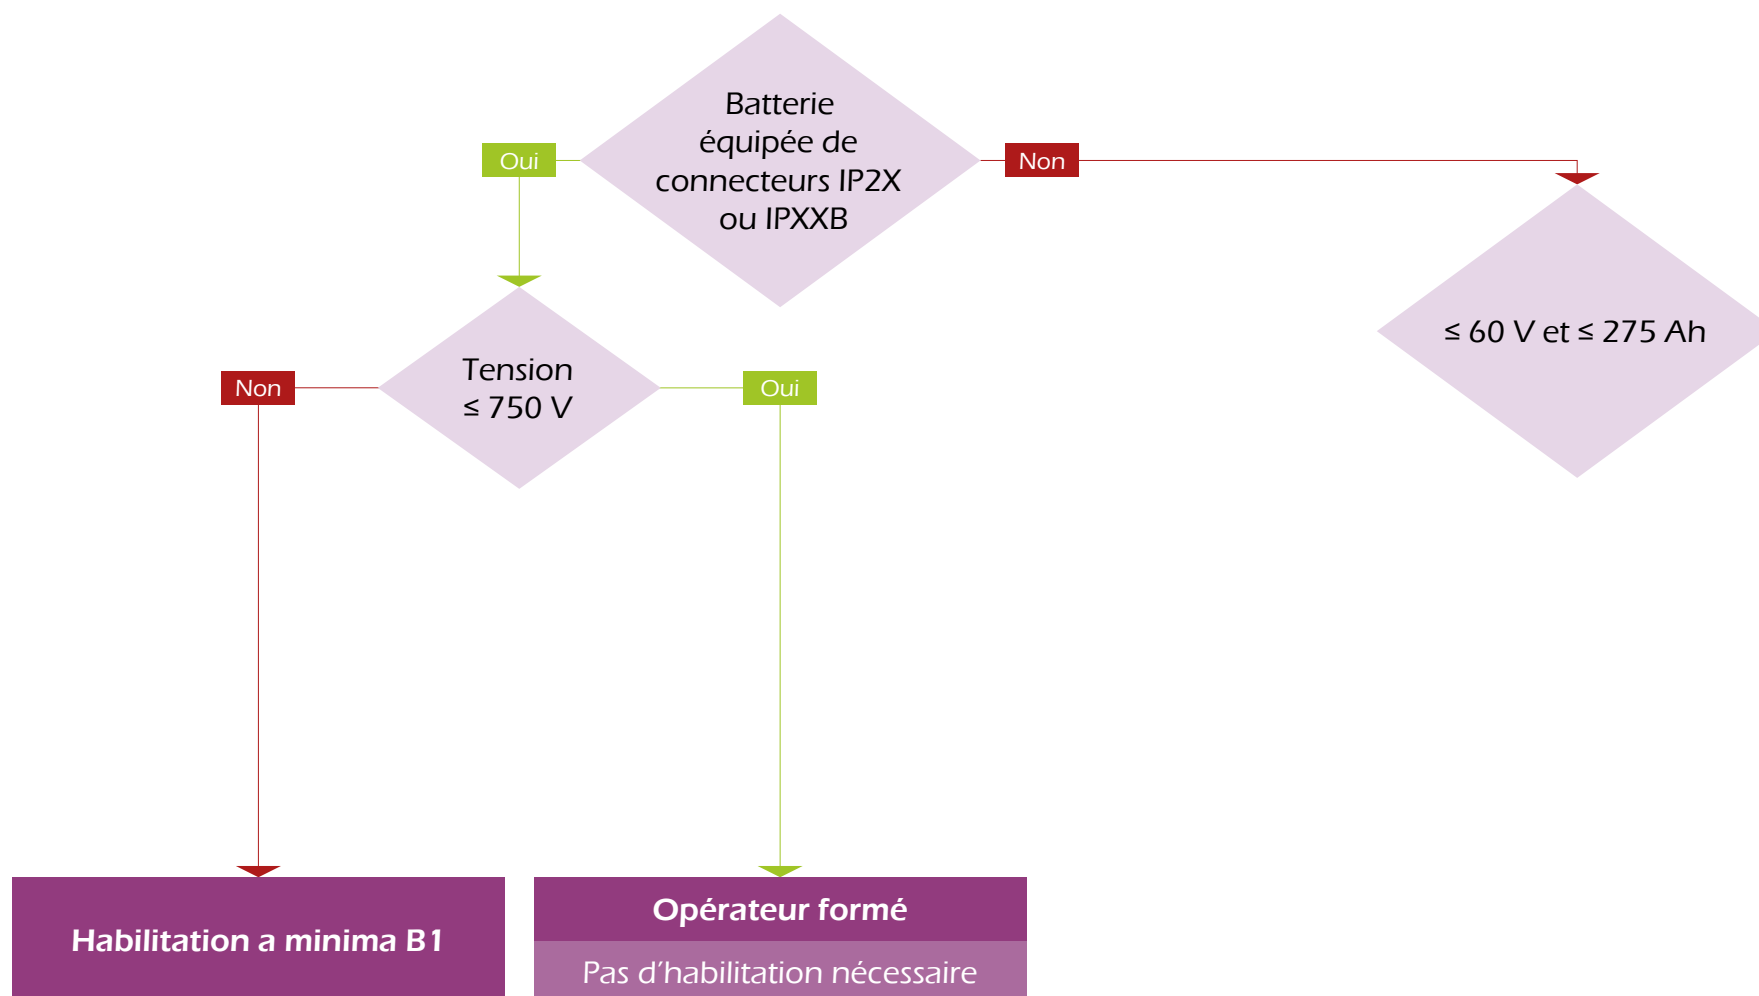 Batterie
équipée de
connecteurs IP2X
ou IPXXB
Oui
Non
≤ 60 V et ≤ 275 Ah
Tension
≤ 750 V
Non
Oui
Habilitation a minima B1
Opérateur formé
Pas d’habilitation nécessaire